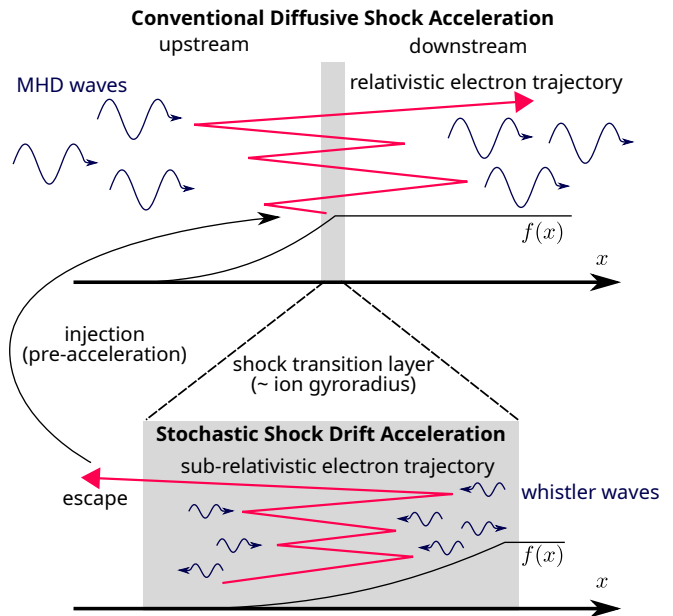 Conventional Diffusive Shock Acceleration
upstream
downstream
MHD waves
relativistic electron trajectory
f(x)
x
injection
(pre-acceleration)
shock transition layer
(~ ion gyroradius)
Stochastic Shock Drift Acceleration
sub-relativistic electron trajectory
escape
whistler waves
f(x)
x